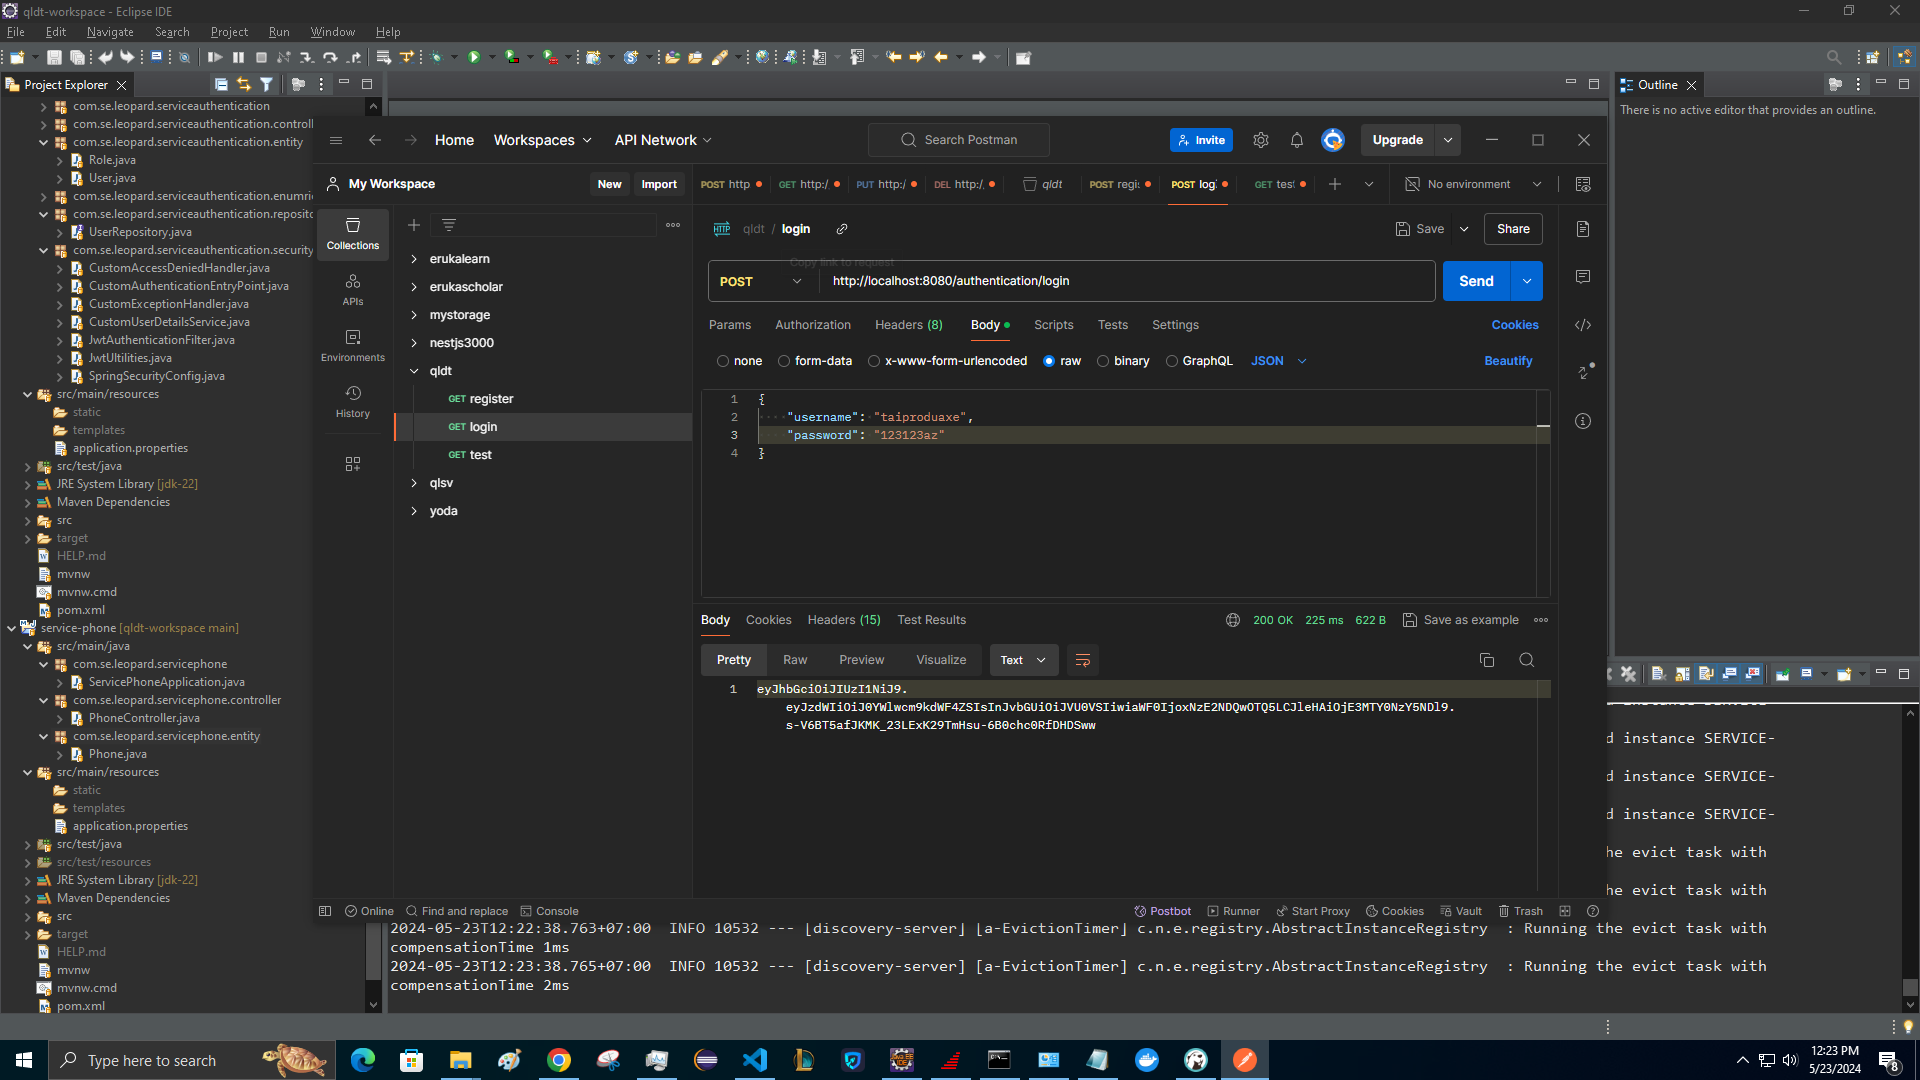 qldt-workspace - Eclipse IDE
File Edit Navigate Search Project Run Window Help
Project Explorer
com.se.leopard.serviceauthentication
com.se.leopard.serviceauthentication.controll
com.se.leopard.serviceauthentication.entity
Role.java
User.java
com.se.leopard.serviceauthentication.enumric
com.se.leopard.serviceauthentication.reposito
UserRepository.java
com.se.leopard.serviceauthentication.security
CustomAccessDeniedHandler.java
CustomAuthenticationEntryPoint.java
CustomExceptionHandler.java
CustomUserDetailsService.java
JwtAuthenticationFilter.java
JwtUltilities.java
SpringSecurityConfig.java
src/main/resources
static
templates
application.properties
src/test/java
JRE System Library [jdk-22]
Maven Dependencies
src
target
HELP.md
mvnw
mvnw.cmd
pom.xml
service-phone [qldt-workspace main]
src/main/java
com.se.leopard.servicephone
ServicePhoneApplication.java
com.se.leopard.servicephone.controller
PhoneController.java
com.se.leopard.servicephone.entity
Phone.java
src/main/resources
static
templates
application.properties
src/test/java
src/test/resources
JRE System Library [jdk-22]
Maven Dependencies
src
target
HELP.md
mvnw
mvnw.cmd
pom.xml
Home Workspaces API Network Search Postman Invite Upgrade
My Workspace New Import
Collections
APIs
Environments
History
erukalearn
erukascholar
mystorage
nestjs3000
qldt
GET register
GET login
GET test
qlsv
yoda
POST http GET http:/ PUT http:/ DEL http:/ qldt POST regi: POST log GET test No environment
HTTP qldt / login Save Share
Copy link to request
POST http://localhost:8080/authentication/login Send
Params Authorization Headers (8) Body Scripts Tests Settings Cookies
none form-data x-www-form-urlencoded raw binary GraphQL JSON Beautify
1 {
2 "username": "taiproduaxe",
3 "password": "123123az"
4 }
Body Cookies Headers (15) Test Results 200 OK 225 ms 622 B Save as example
Pretty Raw Preview Visualize Text
1 eyJhbGciOiJIUzI1NiJ9.
eyJzdWIiOiJ0YWlwcm9kdWF4ZSIsInJvbGUiOiJVU0VSIiwiaWF0IjoxNzE2NDQwOTQ5LCJleHAiOjE3MTY0NzY5NDl9.
s-V6BT5afJKMK_23LExK29TmHsu-6B0chc0RfDHDSww
Online Find and replace Console Postbot Runner Start Proxy Cookies Vault Trash
Outline
There is no active editor that provides an outline.
d instance SERVICE-
d instance SERVICE-
d instance SERVICE-
he evict task with
he evict task with
2024-05-23T12:22:38.763+07:00 INFO 10532 --- [discovery-server] [a-EvictionTimer] c.n.e.registry.AbstractInstanceRegistry : Running the evict task with
compensationTime 1ms
2024-05-23T12:23:38.765+07:00 INFO 10532 --- [discovery-server] [a-EvictionTimer] c.n.e.registry.AbstractInstanceRegistry : Running the evict task with
compensationTime 2ms
Type here to search
12:23 PM
5/23/2024
8